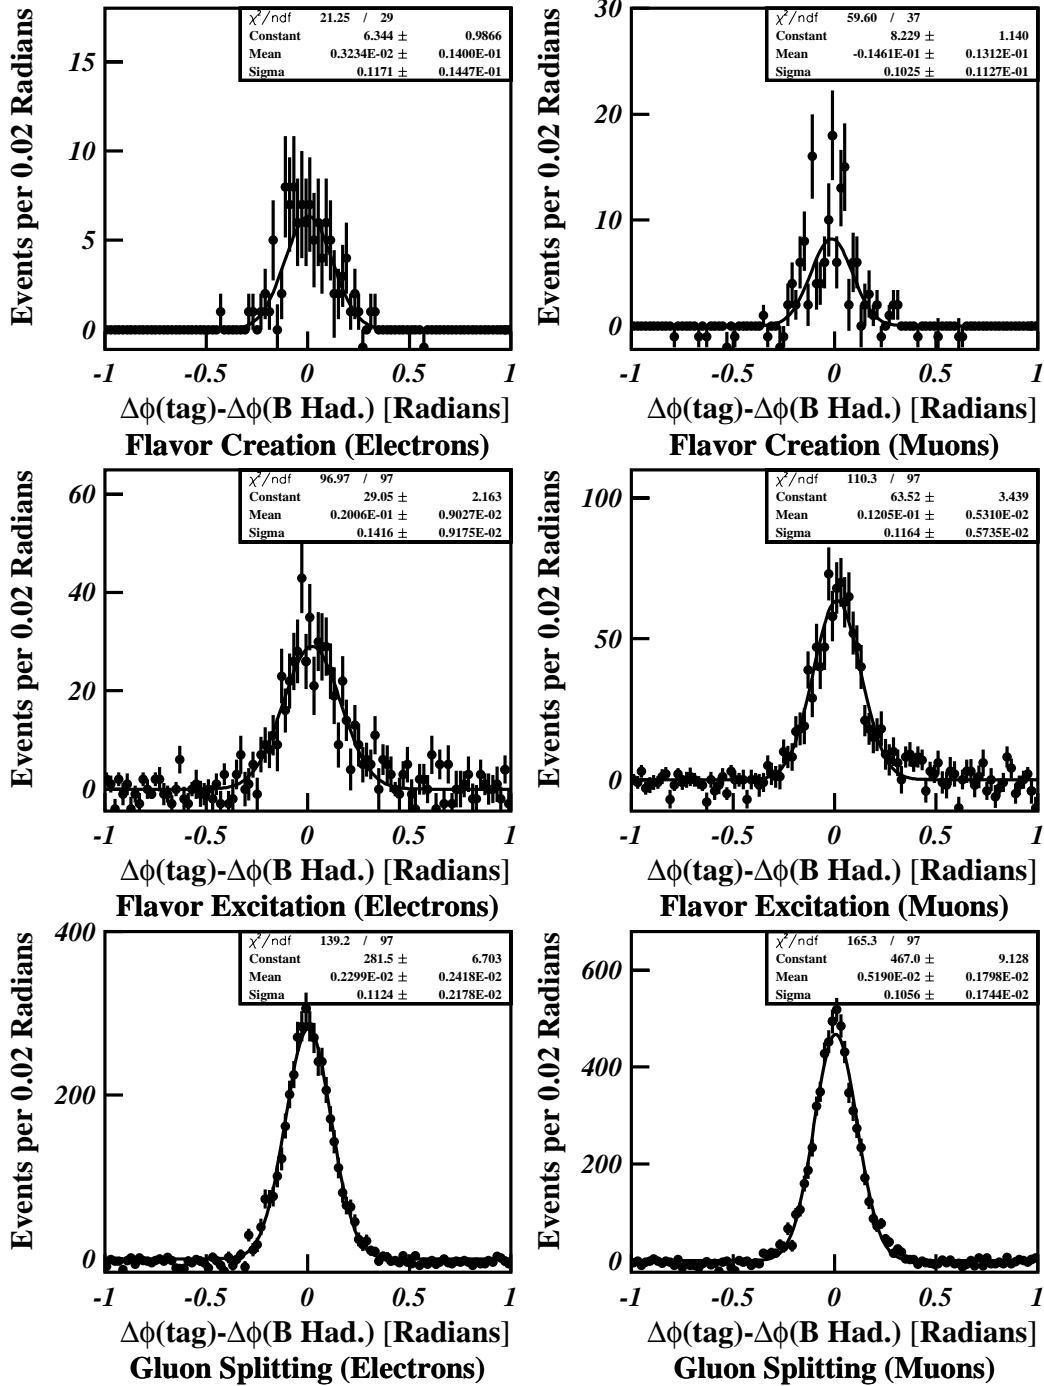 χ²/ndf 21.25 / 29
Constant 6.344 ± 0.9866
Mean 0.3234E-02 ± 0.1400E-01
Sigma 0.1171 ± 0.1447E-01
Events per 0.02 Radians
15
10
5
0
-1 -0.5 0 0.5 1
Δϕ(tag)-Δϕ(B Had.) [Radians]
Flavor Creation (Electrons)
χ²/ndf 59.60 / 37
Constant 8.229 ± 1.140
Mean -0.1461E-01 ± 0.1312E-01
Sigma 0.1025 ± 0.1127E-01
Events per 0.02 Radians
30
20
10
0
-1 -0.5 0 0.5 1
Δϕ(tag)-Δϕ(B Had.) [Radians]
Flavor Creation (Muons)
χ²/ndf 96.97 / 97
Constant 29.05 ± 2.163
Mean 0.2006E-01 ± 0.9027E-02
Sigma 0.1416 ± 0.9175E-02
Events per 0.02 Radians
60
40
20
0
-1 -0.5 0 0.5 1
Δϕ(tag)-Δϕ(B Had.) [Radians]
Flavor Excitation (Electrons)
χ²/ndf 110.3 / 97
Constant 63.52 ± 3.439
Mean 0.1205E-01 ± 0.5310E-02
Sigma 0.1164 ± 0.5735E-02
Events per 0.02 Radians
100
50
0
-1 -0.5 0 0.5 1
Δϕ(tag)-Δϕ(B Had.) [Radians]
Flavor Excitation (Muons)
χ²/ndf 139.2 / 97
Constant 281.5 ± 6.703
Mean 0.2299E-02 ± 0.2418E-02
Sigma 0.1124 ± 0.2178E-02
Events per 0.02 Radians
400
200
0
-1 -0.5 0 0.5 1
Δϕ(tag)-Δϕ(B Had.) [Radians]
Gluon Splitting (Electrons)
χ²/ndf 165.3 / 97
Constant 467.0 ± 9.128
Mean 0.5190E-02 ± 0.1798E-02
Sigma 0.1056 ± 0.1744E-02
Events per 0.02 Radians
600
400
200
0
-1 -0.5 0 0.5 1
Δϕ(tag)-Δϕ(B Had.) [Radians]
Gluon Splitting (Muons)